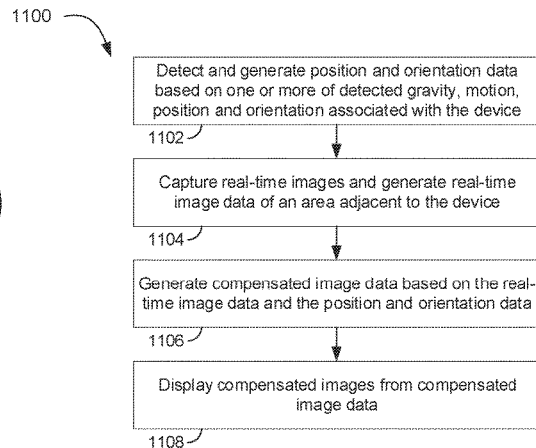 1100
Detect and generate position and orientation data
based on one or more of detected gravity, motion,
position and orientation associated with the device
1102
Capture real-time images and generate real-time
image data of an area adjacent to the device
1104
Generate compensated image data based on the real-
time image data and the position and orientation data
1106
Display compensated images from compensated
image data
1108